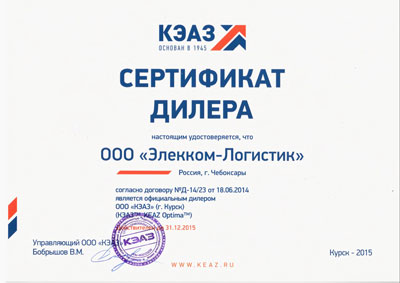 КЭАЗ
ОСНОВАН В 1945
СЕРТИФИКАТ
ДИЛЕРА
настоящим удостоверяется, что
ООО «Элекком-Логистик»
Россия, г. Чебоксары
согласно договору №Д-14/23 от 18.06.2014
является официальным дилером
ООО «КЭАЗ» (г. Курск)
(КЭАЗ™, KEAZ Optima™)
31.12.2015
Управляющий ООО «КЭАЗ»
Бобрышов В.М.
КЭАЗ
Курск - 2015
WWW.KEAZ.RU